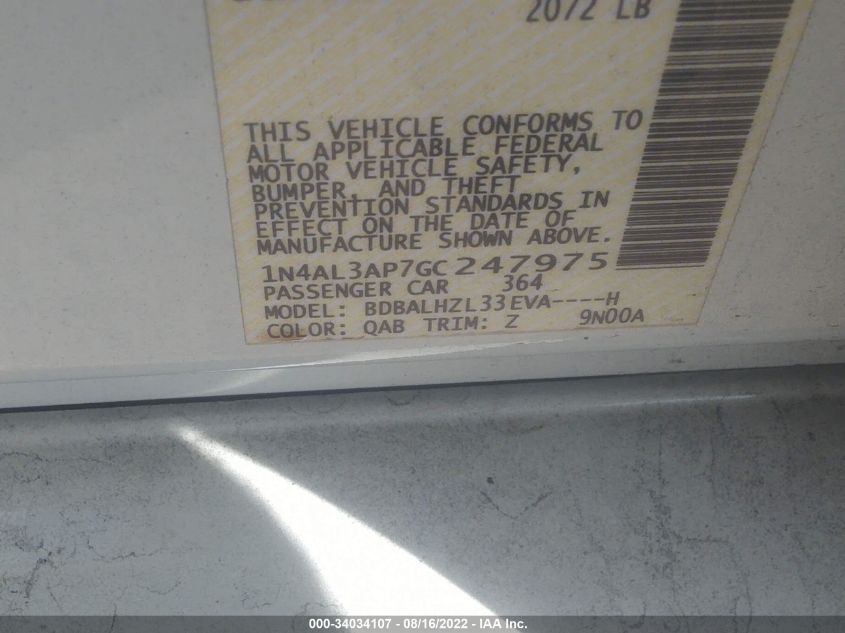 2072 LB
THIS VEHICLE CONFORMS TO
ALL APPLICABLE FEDERAL
MOTOR VEHICLE SAFETY,
BUMPER, AND THEFT
PREVENTION STANDARDS IN
EFFECT ON THE DATE OF
MANUFACTURE SHOWN ABOVE.
1N4AL3AP7GC247975
PASSENGER CAR 364
MODEL: BDBALHZL33EVA----H
COLOR: QAB TRIM: Z 9N00A
000-34034107 - 08/16/2022 - IAA Inc.